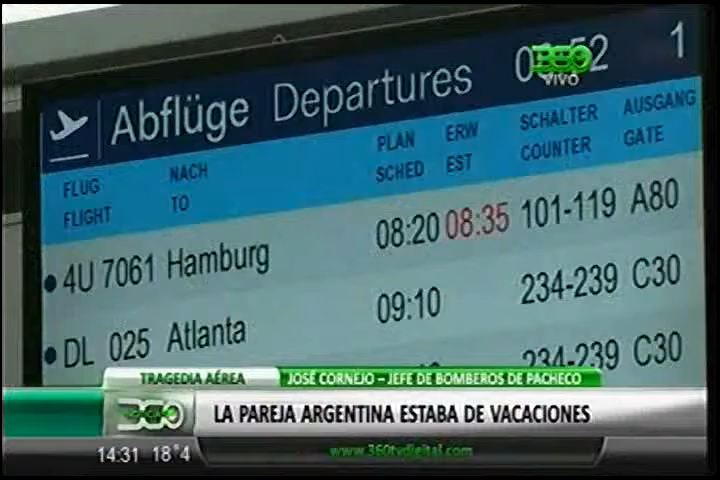 Abflüge Departures 1
360
VIVO
FLUG NACH PLAN ERW SCHALTER AUSGANG
FLIGHT TO SCHED EST COUNTER GATE
4U 7061 Hamburg 08:20 08:35 101-119 A80
DL 025 Atlanta 09:10 234-239 C30
234-239 C30
TRAGEDIA AÉREA JOSÉ CORNEJO – JEFE DE BOMBEROS DE PACHECO
360 LA PAREJA ARGENTINA ESTABA DE VACACIONES
14:31 18°4 www.360tvdigital.com